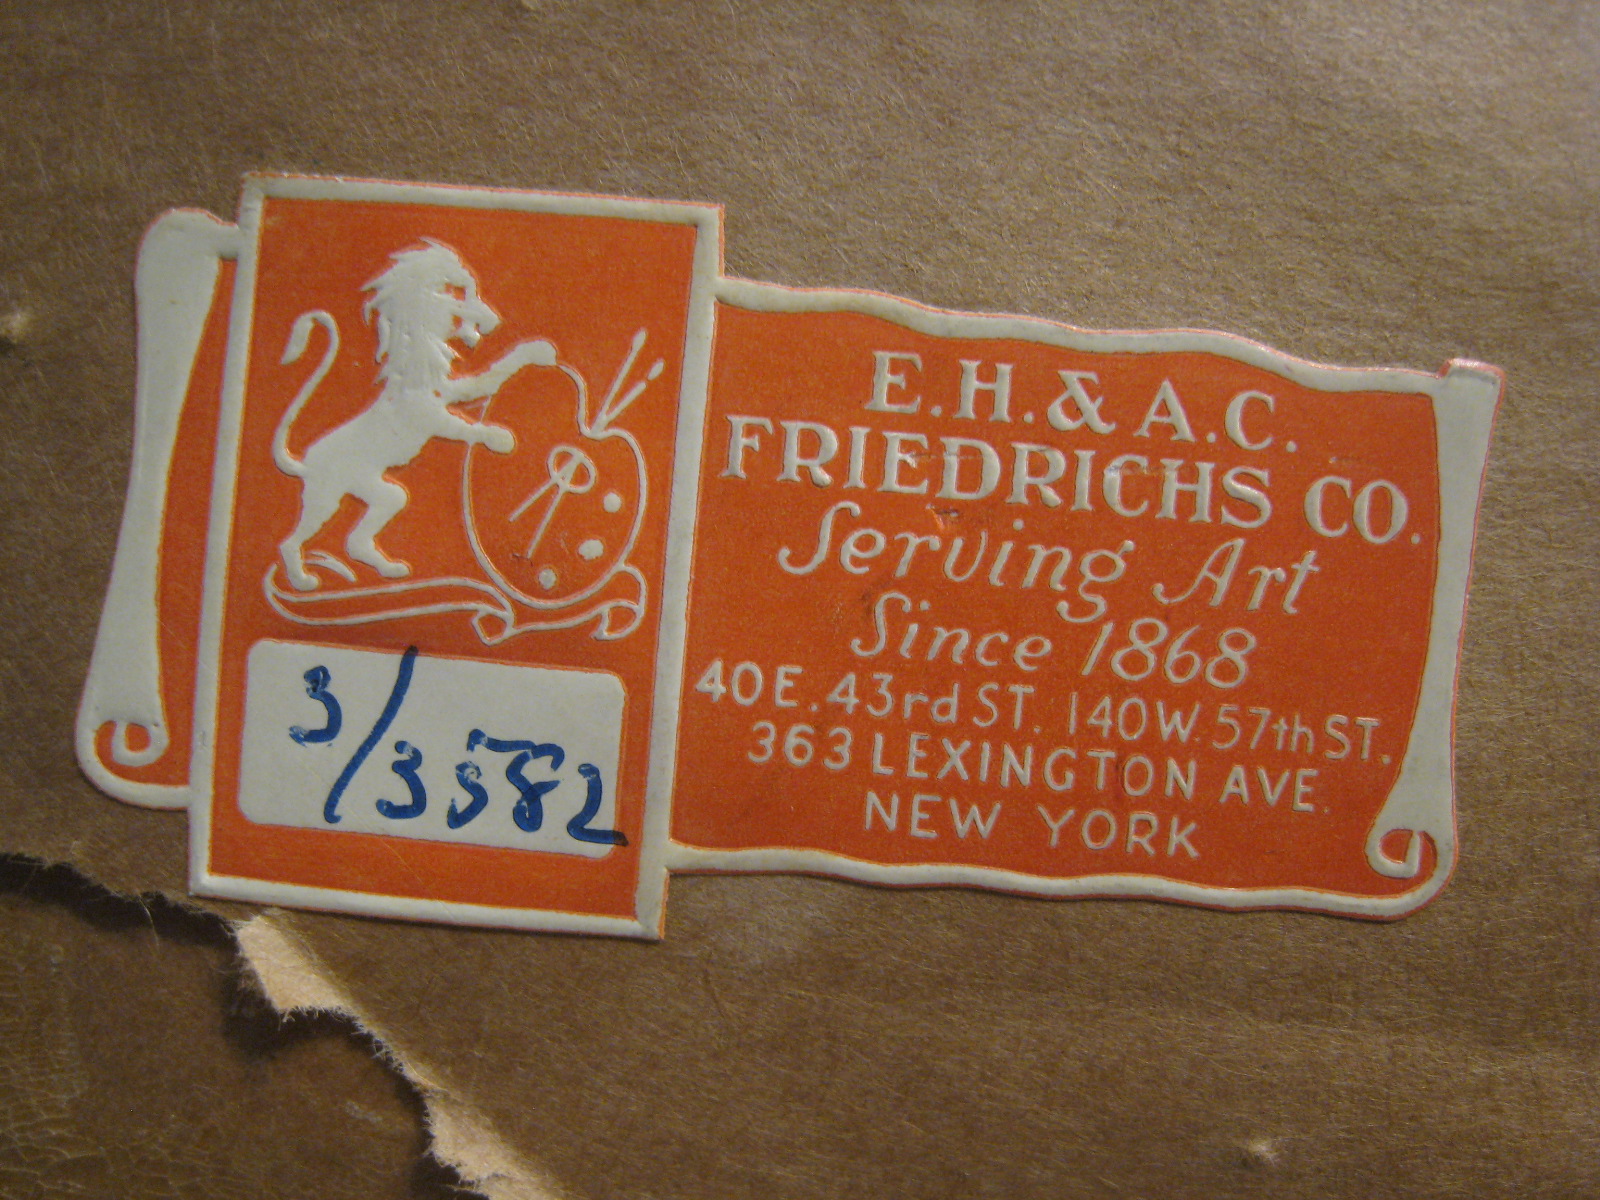 E.H. & A.C.
FRIEDRICHS CO.
Serving Art
Since 1868
40 E. 43rd ST. 140 W. 57th ST.
363 LEXINGTON AVE.
NEW YORK
3/3582